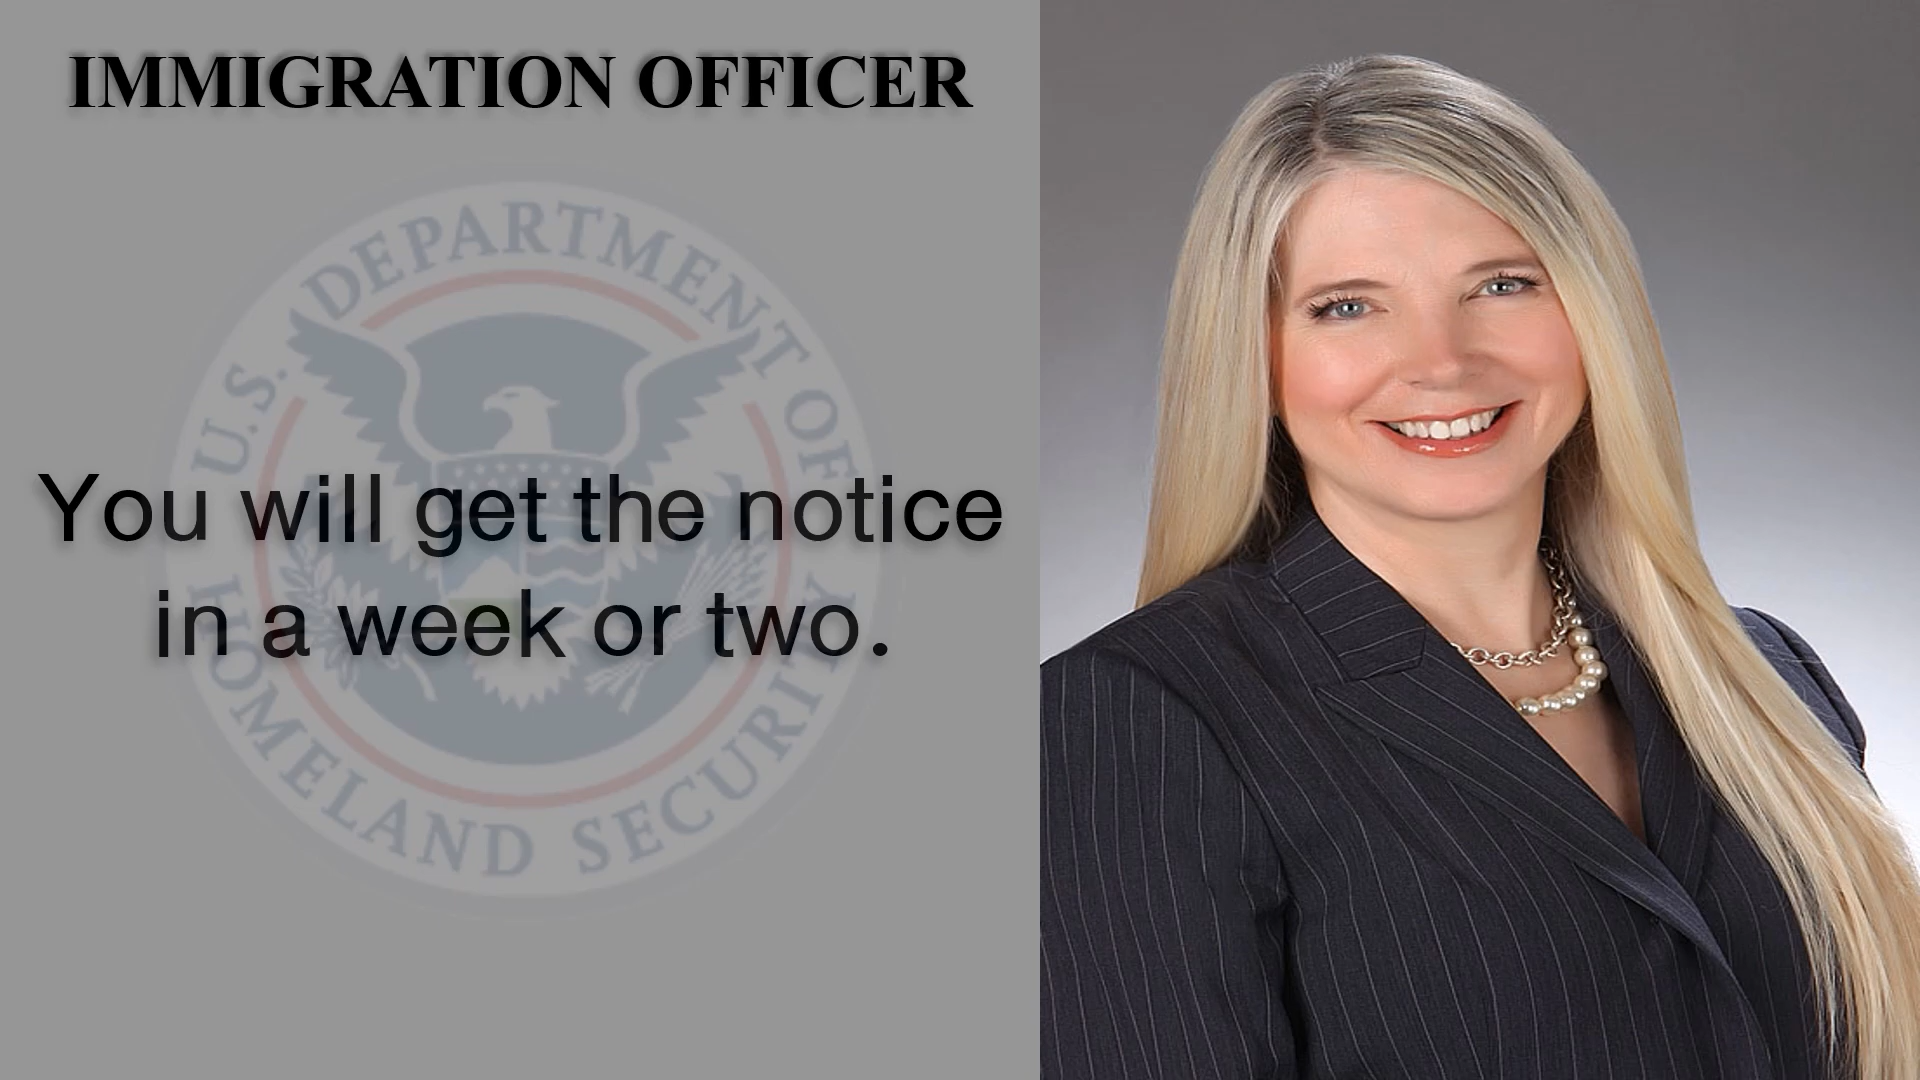 IMMIGRATION OFFICER
U.S. DEPARTMENT OF
You will get the notice
in a week or two.
HOMELAND SECURITY